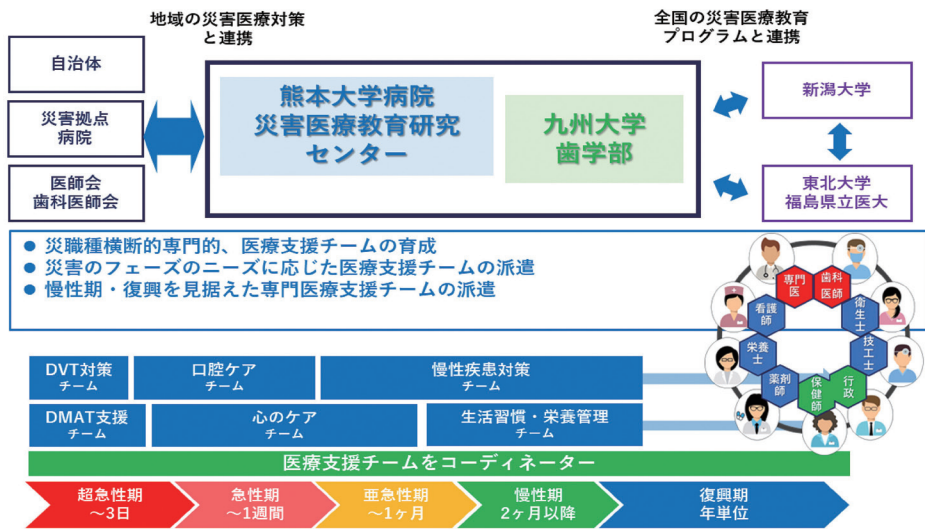 地域の災害医療対策
と連携
全国の災害医療教育
プログラムと連携
自治体
災害拠点
病院
医師会
歯科医師会
熊本大学病院
災害医療教育研究
センター
九州大学
歯学部
新潟大学
東北大学
福島県立医大
● 災職種横断的専門的、医療支援チームの育成
● 災害のフェーズのニーズに応じた医療支援チームの派遣
● 慢性期・復興を見据えた専門医療支援チームの派遣
専門
医
歯科
医師
看護
師
衛生士
栄養
士
技工士
薬剤
師
保健師
行政
DVT対策
チーム
口腔ケア
チーム
慢性疾患対策
チーム
DMAT支援
チーム
心のケア
チーム
生活習慣・栄養管理
チーム
医療支援チームをコーディネーター
超急性期
～3日
急性期
～1週間
亜急性期
～1ヶ月
慢性期
2ヶ月以降
復興期
年単位